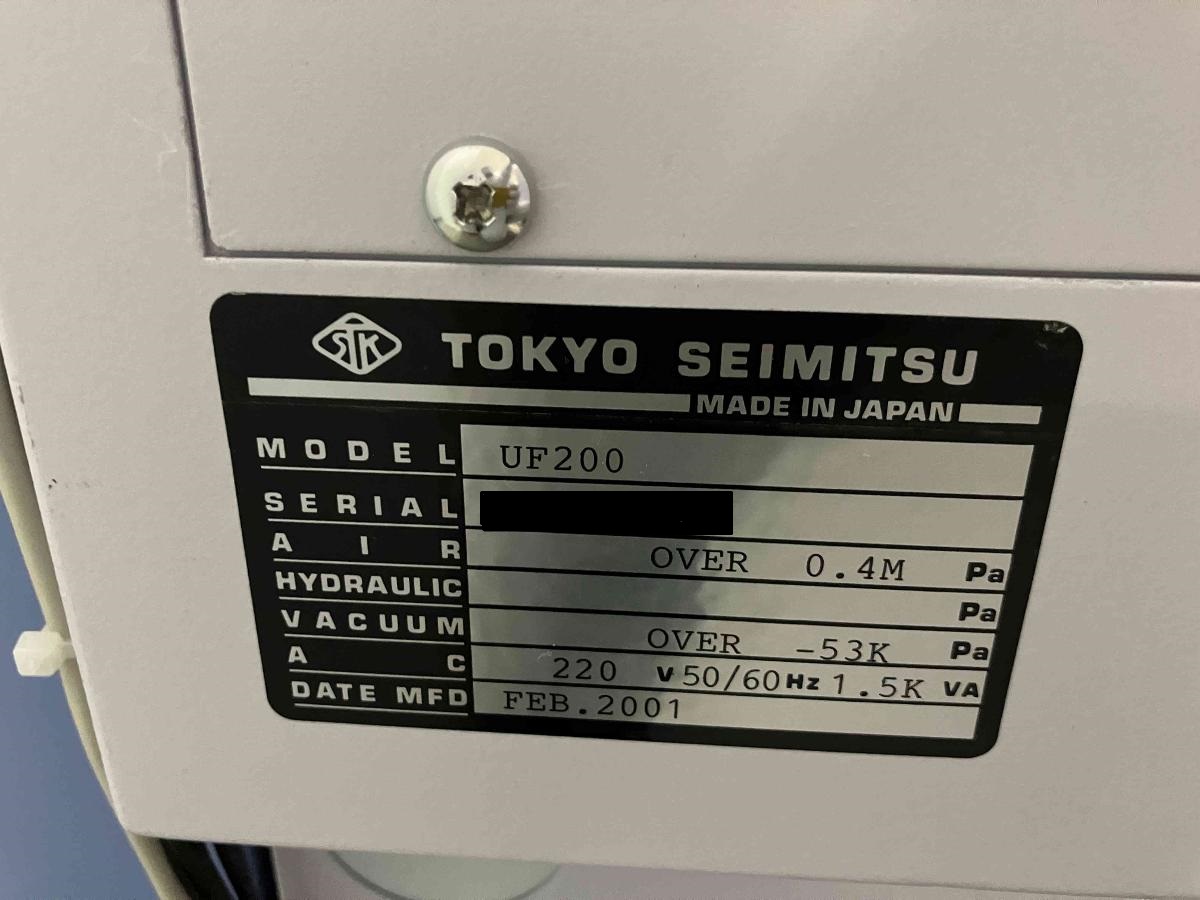 STK TOKYO SEIMITSU
MADE IN JAPAN
MODEL UF200
SERIAL
AIR OVER 0.4M Pa
HYDRAULIC Pa
VACUUM OVER -53K Pa
AC 220 V 50/60 Hz 1.5K VA
DATE MFD FEB.2001